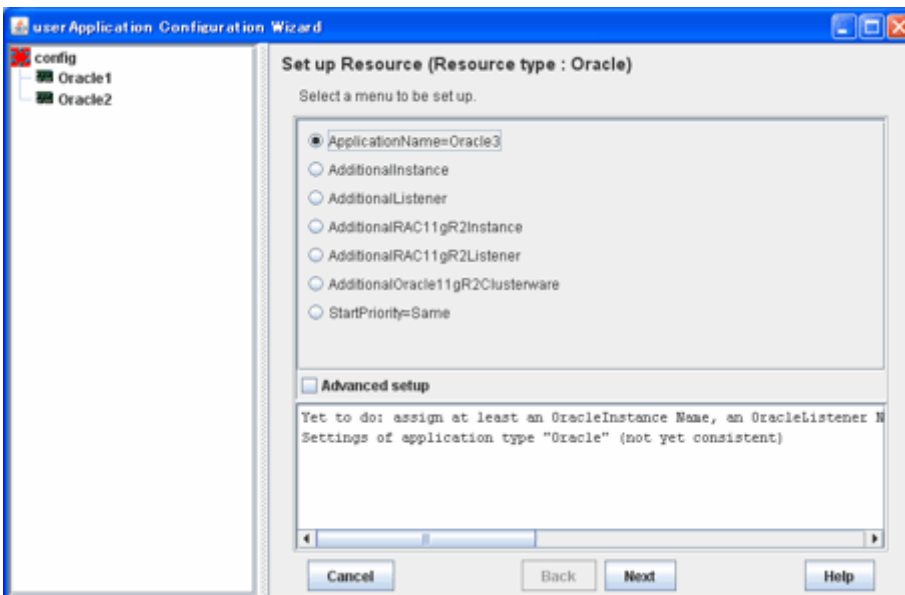 user Application Configuration Wizard
config
Oracle1
Oracle2
Set up Resource (Resource type : Oracle)
Select a menu to be set up.
ApplicationName=Oracle3
AdditionalInstance
AdditionalListener
AdditionalRAC11gR2Instance
AdditionalRAC11gR2Listener
AdditionalOracle11gR2Clusterware
StartPriority=Same
Advanced setup
Yet to do: assign at least an OracleInstance Name, an OracleListener N
Settings of application type "Oracle" (not yet consistent)
Cancel Back Next Help